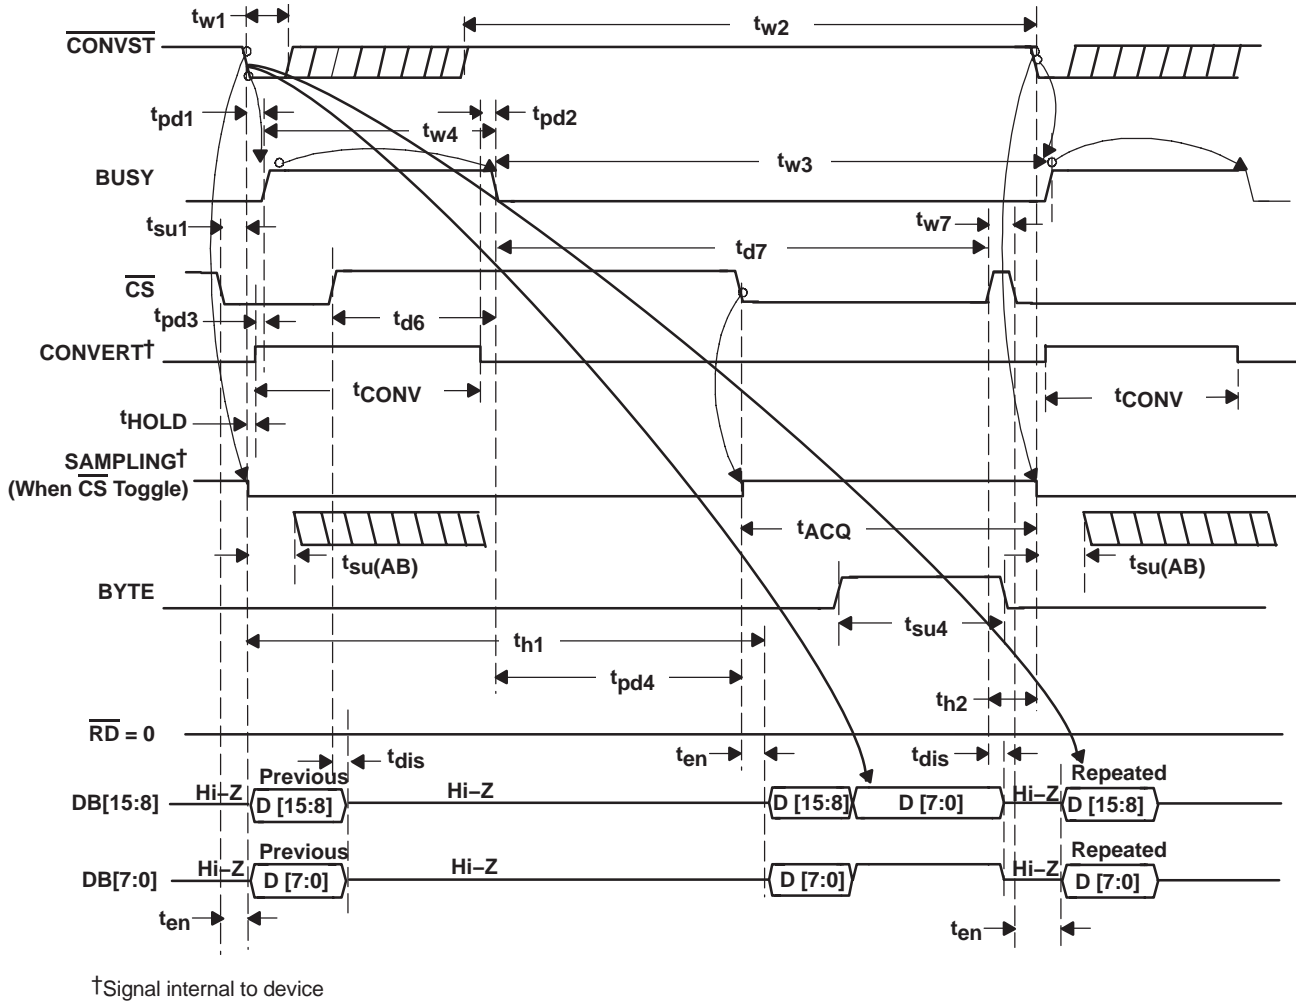 tw1
tw2
CONVST
tpd1
tw4
tpd2
tw3
BUSY
tsu1
tw7
td7
CS
tpd3
td6
CONVERT†
tCONV
tCONV
tHOLD
SAMPLING†
(When CS Toggle)
tACQ
tsu(AB)
tsu(AB)
BYTE
tsu4
th1
tpd4
th2
RD = 0
tdis
ten
tdis
Previous
Repeated
DB[15:8] Hi–Z D [15:8] Hi–Z D [15:8] D [7:0] Hi–Z D [15:8]
Previous
Repeated
DB[7:0] Hi–Z D [7:0] Hi–Z D [7:0] Hi–Z D [7:0]
ten
ten
†Signal internal to device